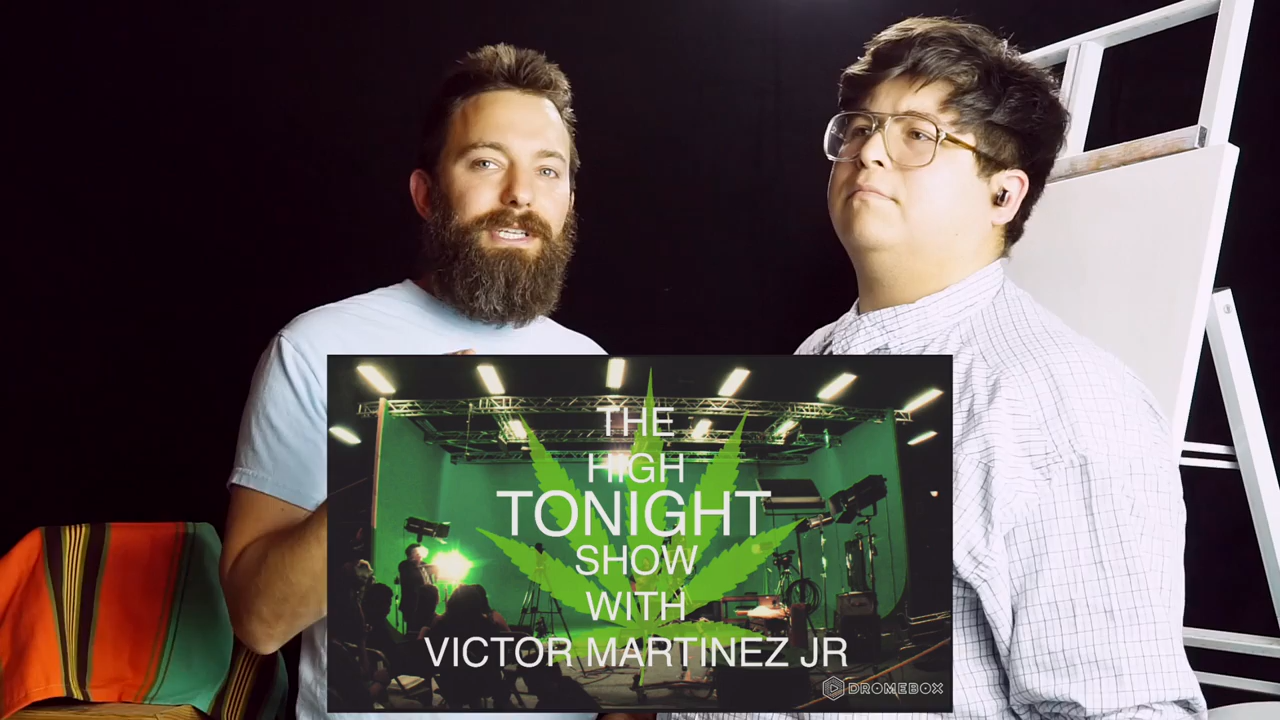 THE
HIGH
TONIGHT
SHOW
WITH
VICTOR MARTINEZ JR
DROMEBOX